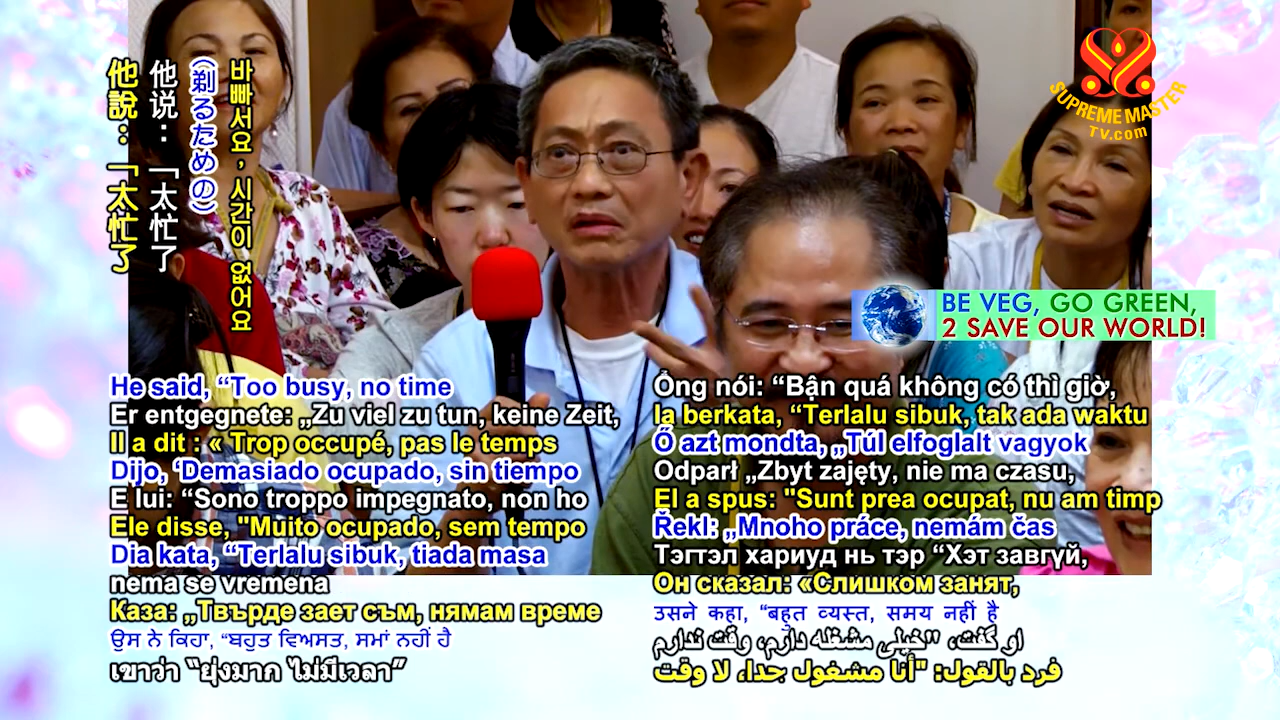 바빠서요, 시간이 없어요
(剃るための)
他说：「太忙了
他說：「太忙了
SUPREME MASTER
TV.com
BE VEG, GO GREEN,
2 SAVE OUR WORLD!
He said, “Too busy, no time
Er entgegnete: „Zu viel zu tun, keine Zeit,
Il a dit : « Trop occupé, pas le temps
Dijo, ‘Demasiado ocupado, sin tiempo
E lui: “Sono troppo impegnato, non ho
Ele disse, "Muito ocupado, sem tempo
Dia kata, “Terlalu sibuk, tiada masa
nema se vremena
Каза: „Твърде зает съм, нямам време
ਉਸ ਨੇ ਕਿਹਾ, “ਬਹੁਤ ਵਿਅਸਤ, ਸਮਾਂ ਨਹੀਂ ਹੈ
เขาว่า “ยุ่งมาก ไม่มีเวลา”
Ông nói: “Bận quá không có thì giờ,
Ia berkata, “Terlalu sibuk, tak ada waktu
Ő azt mondta, „Túl elfoglalt vagyok
Odparł „Zbyt zajęty, nie ma czasu,
El a spus: "Sunt prea ocupat, nu am timp
Řekl: „Mnoho práce, nemám čas
Тэгтэл хариуд нь тэр “Хэт завгүй,
Он сказал: «Слишком занят,
उसने कहा, “बहुत व्यस्त, समय नहीं है
او گفت، "خیلی مشغله دارم، وقت ندارم
فرد بالقول: "أنا مشغول جدا، لا وقت